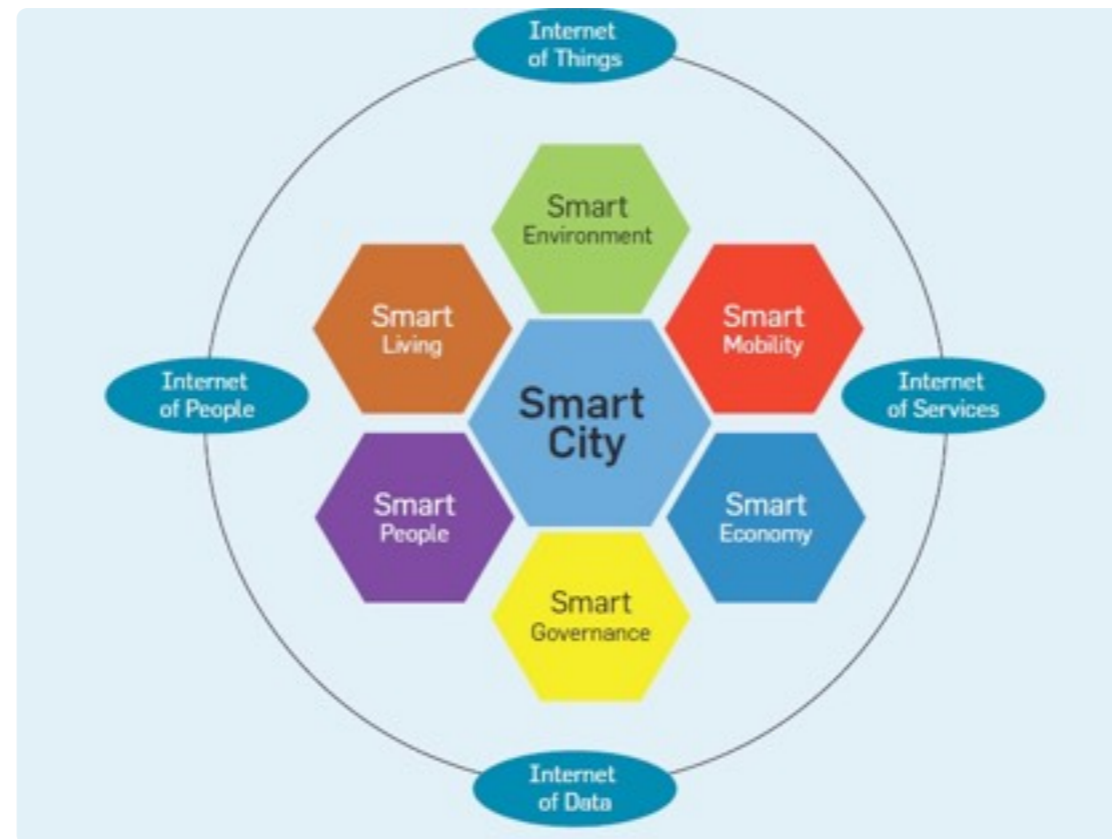 Internet
of Things
Smart
Environment
Smart
Living
Smart
Mobility
Internet
of People
Smart
City
Internet
of Services
Smart
People
Smart
Economy
Smart
Governance
Internet
of Data